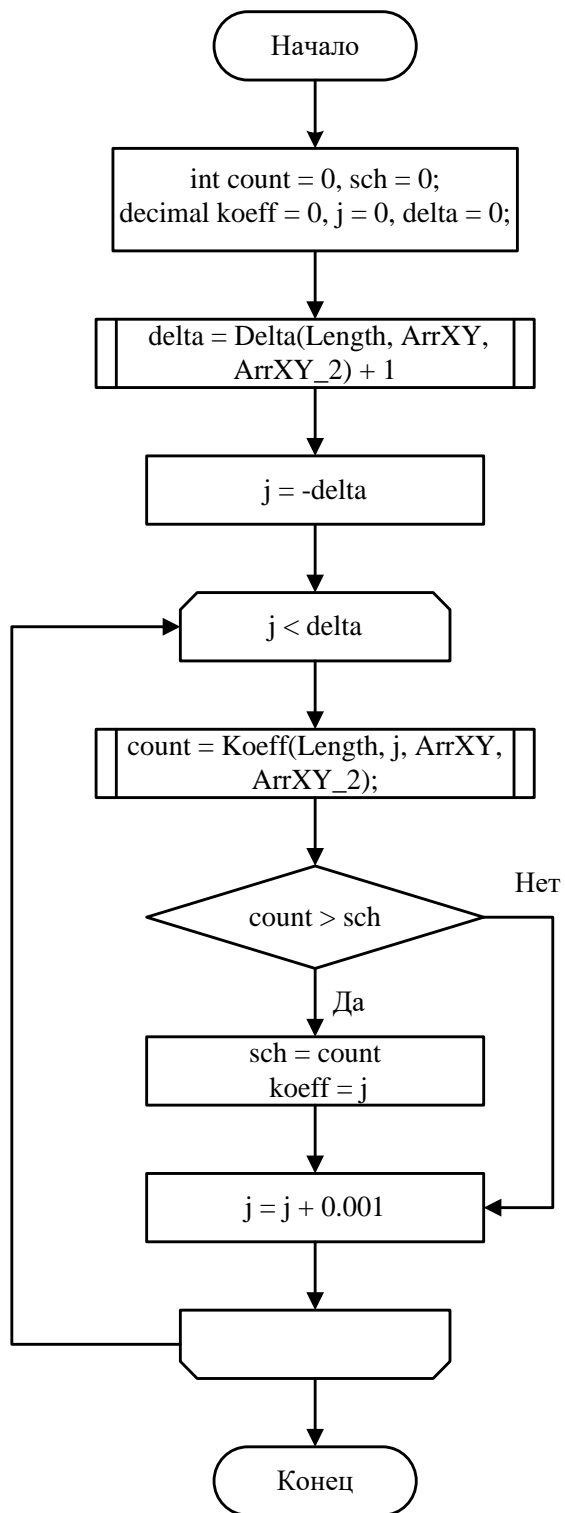 Начало
int count = 0, sch = 0;
decimal koeff = 0, j = 0, delta = 0;
delta = Delta(Length, ArrXY,
ArrXY_2) + 1
j = -delta
j < delta
count = Koeff(Length, j, ArrXY,
ArrXY_2);
Нет
count > sch
Да
sch = count
koeff = j
j = j + 0.001
Конец